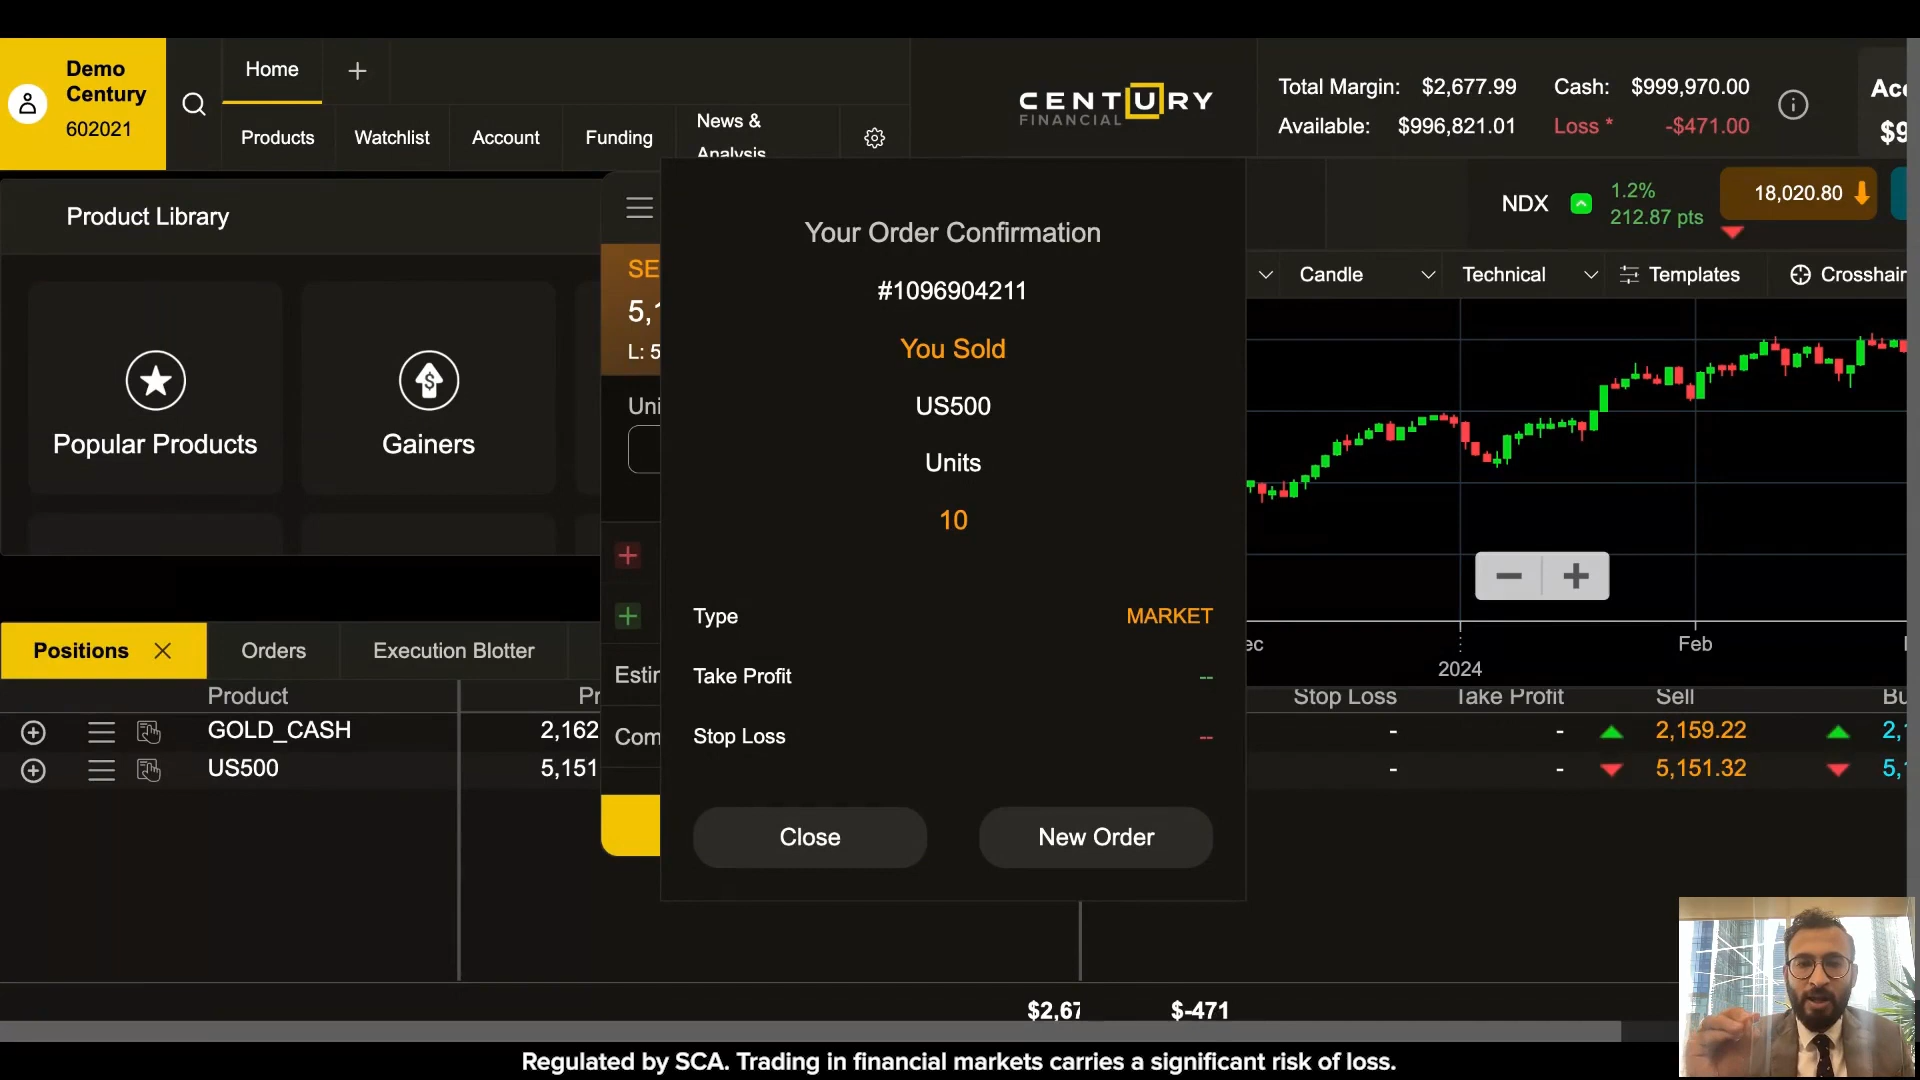 Demo
Century
602021
Home
Products
Watchlist
Account
Funding
News &
Analysis
CENTURY
FINANCIAL
Total Margin: $2,677.99
Cash: $999,970.00
Available: $996,821.01
Loss * -$471.00
Product Library
Popular Products
Gainers
NDX
1.2%
212.87 pts
18,020.80
Candle
Technical
Templates
Your Order Confirmation
#1096904211
You Sold
US500
Units
10
Type MARKET
Take Profit --
Stop Loss --
Close
New Order
2024
Feb
Positions
Orders
Execution Blotter
Product
Stop Loss
Take Profit
Sell
GOLD_CASH
- - 2,159.22
US500
- - 5,151.32
$-471
Regulated by SCA. Trading in financial markets carries a significant risk of loss.